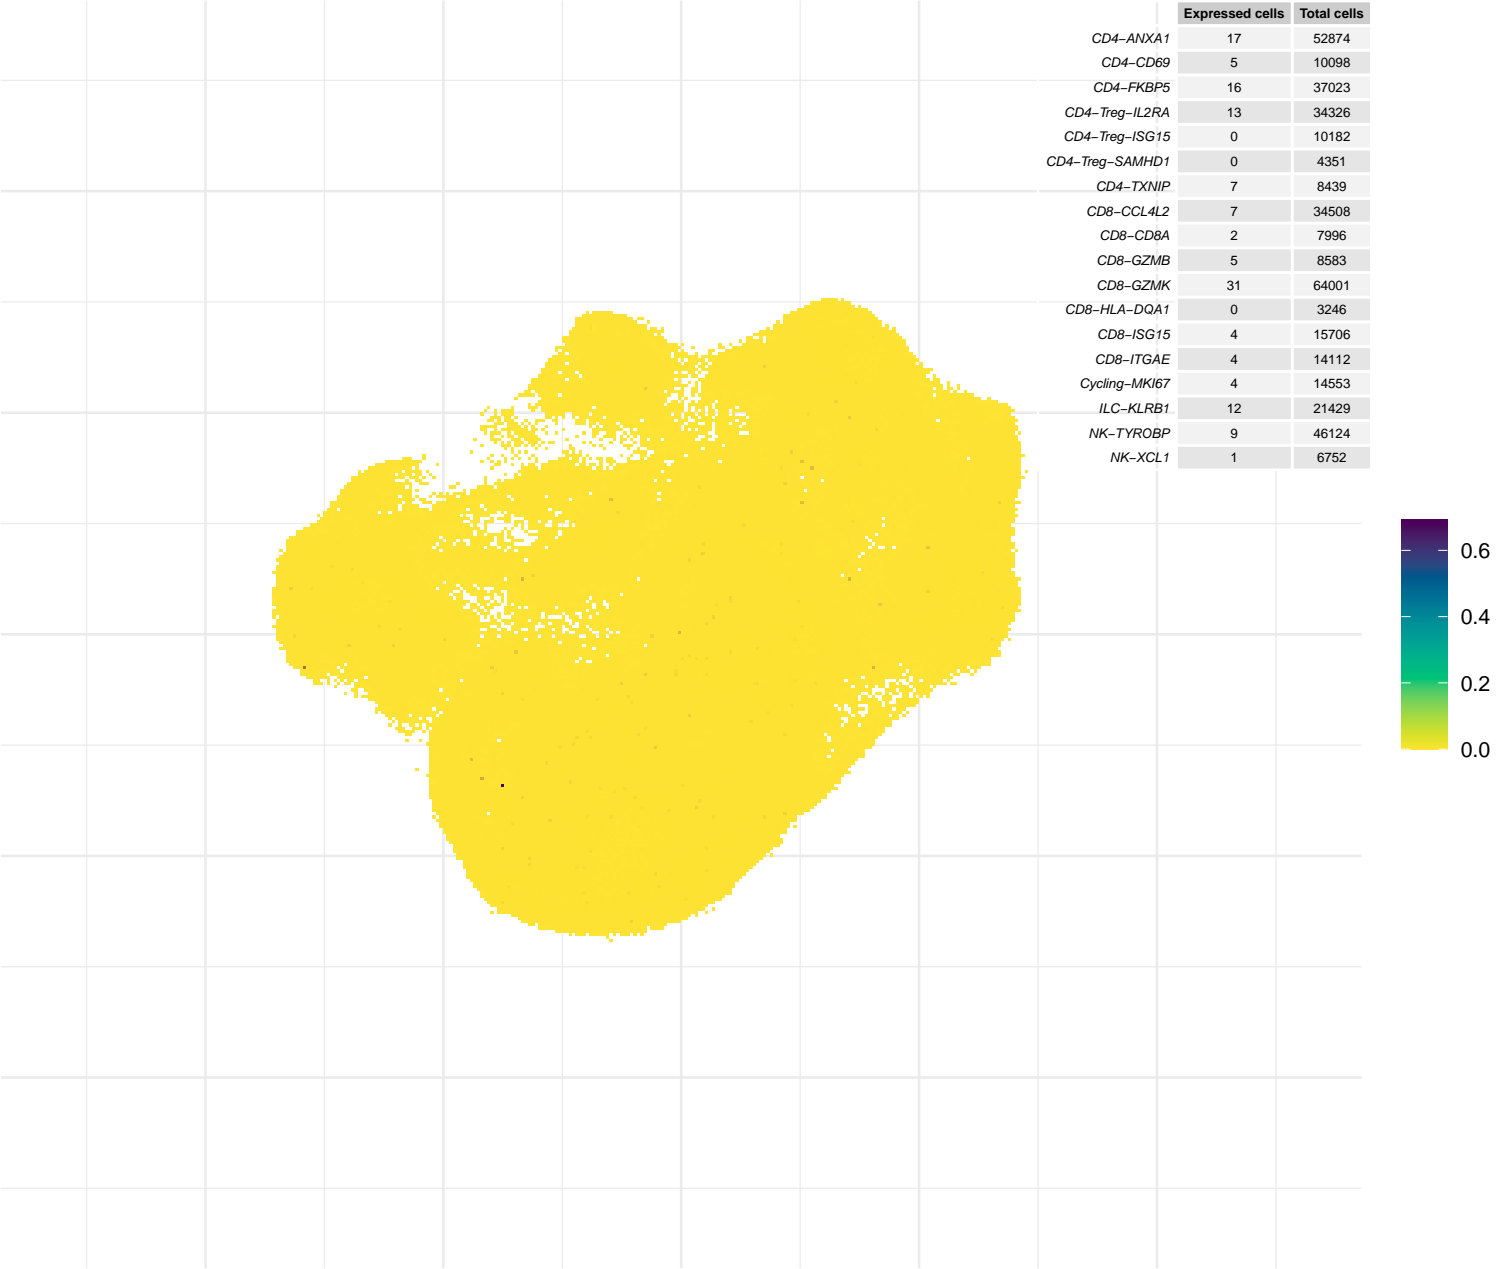 Expressed cells Total cells
CD4−ANXA1 17 52874
CD4−CD69 5 10098
CD4−FKBP5 16 37023
CD4−Treg−IL2RA 13 34326
CD4−Treg−ISG15 0 10182
CD4−Treg−SAMHD1 0 4351
CD4−TXNIP 7 8439
CD8−CCL4L2 7 34508
CD8−CD8A 2 7996
CD8−GZMB 5 8583
CD8−GZMK 31 64001
CD8−HLA−DQA1 0 3246
CD8−ISG15 4 15706
CD8−ITGAE 4 14112
Cycling−MKI67 4 14553
ILC−KLRB1 12 21429
NK−TYROBP 9 46124
NK−XCL1 1 6752
0.6
0.4
0.2
0.0